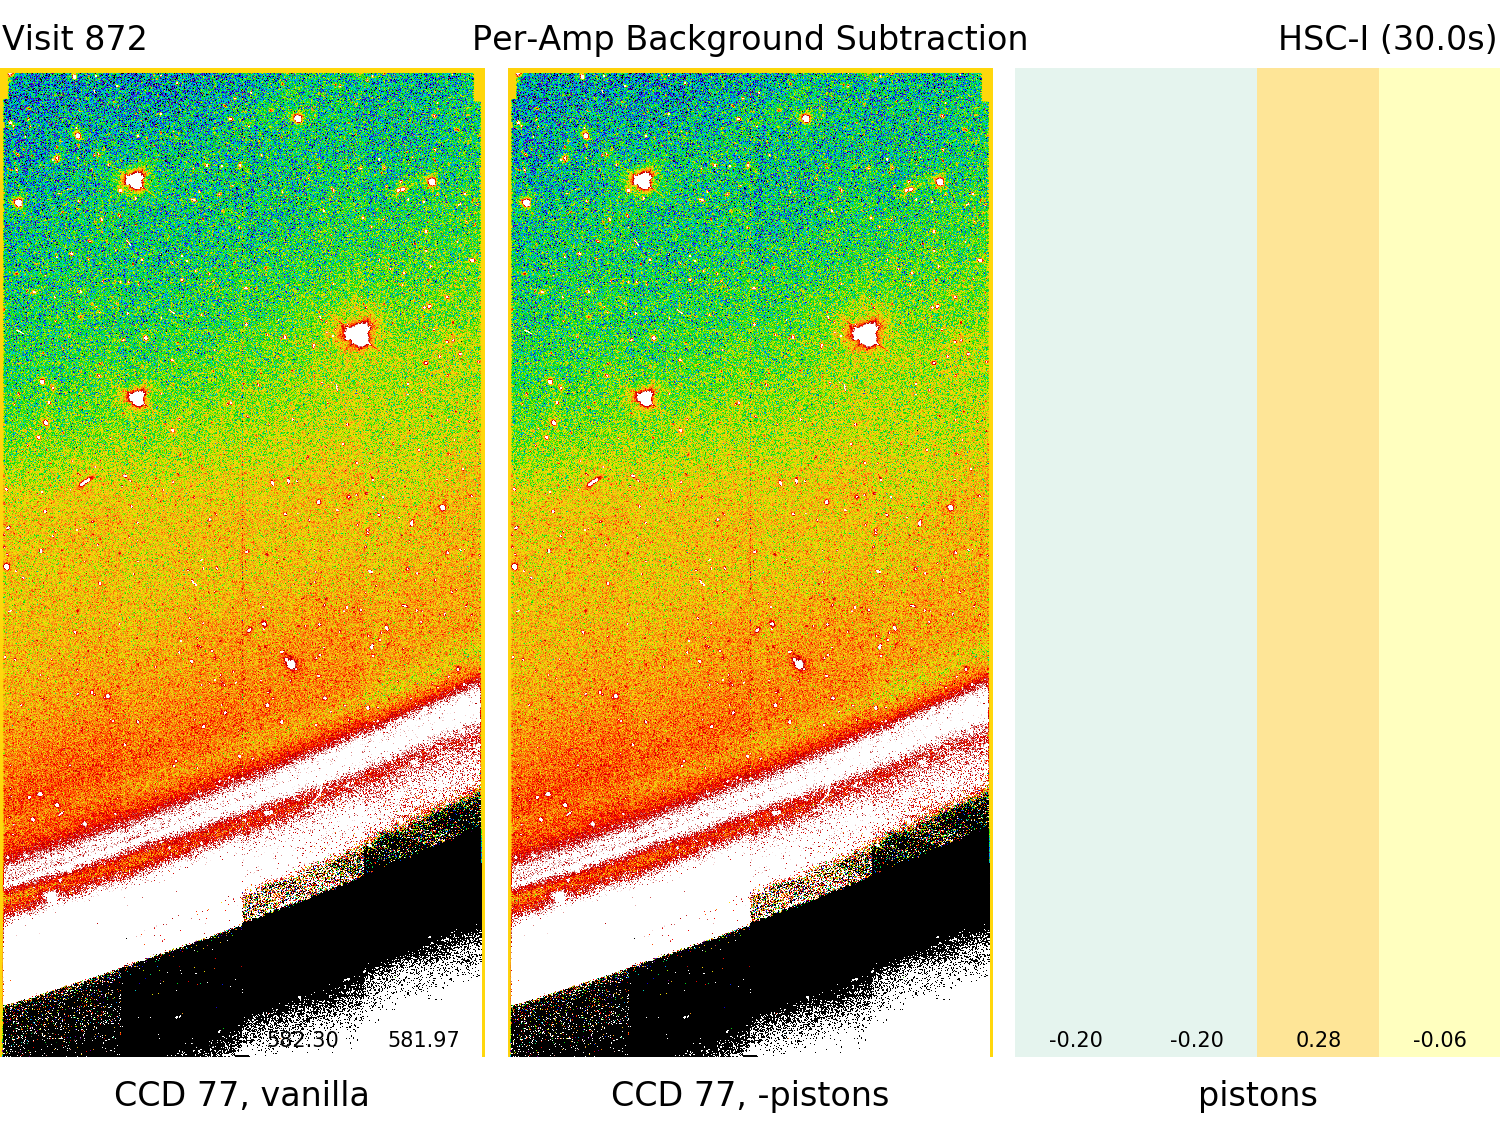 Visit 872 Per-Amp Background Subtraction HSC-I (30.0s)
582.30 581.97 -0.20 -0.20 0.28 -0.06
CCD 77, vanilla CCD 77, -pistons pistons